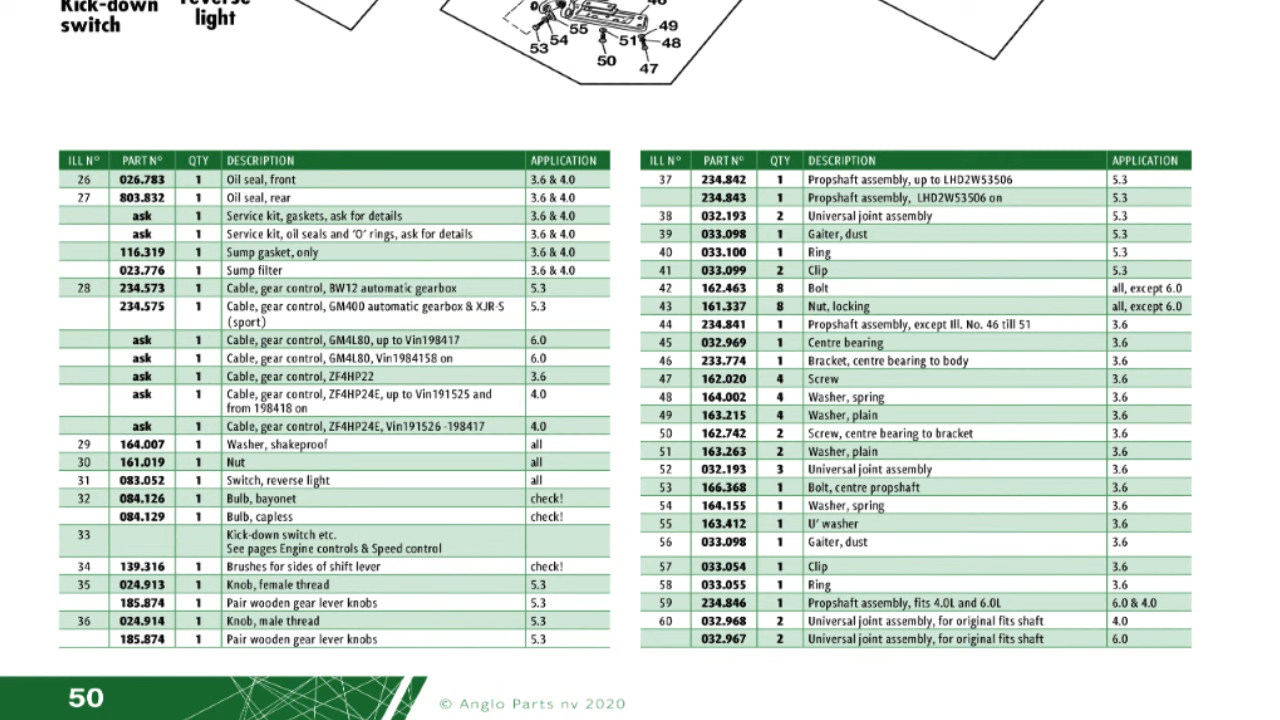 Kick-down
switch
reverse
light
46
55
54
53
51
49
48
50
47
ILL N° PART N° QTY DESCRIPTION APPLICATION
26 026.783 1 Oil seal, front 3.6 & 4.0
27 803.832 1 Oil seal, rear 3.6 & 4.0
ask 1 Service kit, gaskets, ask for details 3.6 & 4.0
ask 1 Service kit, oil seals and ‘O’ rings, ask for details 3.6 & 4.0
116.319 1 Sump gasket, only 3.6 & 4.0
023.776 1 Sump filter 3.6 & 4.0
28 234.573 1 Cable, gear control, BW12 automatic gearbox 5.3
234.575 1 Cable, gear control, GM400 automatic gearbox & XJR-S 5.3
(sport)
ask 1 Cable, gear control, GM4L80, up to Vin198417 6.0
ask 1 Cable, gear control, GM4L80, Vin1984158 on 6.0
ask 1 Cable, gear control, ZF4HP22 3.6
ask 1 Cable, gear control, ZF4HP24E, up to Vin191525 and 4.0
from 198418 on
ask 1 Cable, gear control, ZF4HP24E, Vin191526 -198417 4.0
29 164.007 1 Washer, shakeproof all
30 161.019 1 Nut all
31 083.052 1 Switch, reverse light all
32 084.126 1 Bulb, bayonet check!
084.129 1 Bulb, capless check!
33 Kick-down switch etc.
See pages Engine controls & Speed control
34 139.316 1 Brushes for sides of shift lever check!
35 024.913 1 Knob, female thread 5.3
185.874 1 Pair wooden gear lever knobs 5.3
36 024.914 1 Knob, male thread 5.3
185.874 1 Pair wooden gear lever knobs 5.3
ILL N° PART N° QTY DESCRIPTION APPLICATION
37 234.842 1 Propshaft assembly, up to LHD2W53506 5.3
234.843 1 Propshaft assembly, LHD2W53506 on 5.3
38 032.193 2 Universal joint assembly 5.3
39 033.098 1 Gaiter, dust 5.3
40 033.100 1 Ring 5.3
41 033.099 2 Clip 5.3
42 162.463 8 Bolt all, except 6.0
43 161.337 8 Nut, locking all, except 6.0
44 234.841 1 Propshaft assembly, except Ill. No. 46 till 51 3.6
45 032.969 1 Centre bearing 3.6
46 233.774 1 Bracket, centre bearing to body 3.6
47 162.020 4 Screw 3.6
48 164.002 4 Washer, spring 3.6
49 163.215 4 Washer, plain 3.6
50 162.742 2 Screw, centre bearing to bracket 3.6
51 163.263 2 Washer, plain 3.6
52 032.193 3 Universal joint assembly 3.6
53 166.368 1 Bolt, centre propshaft 3.6
54 164.155 1 Washer, spring 3.6
55 163.412 1 U’ washer 3.6
56 033.098 1 Gaiter, dust 3.6
57 033.054 1 Clip 3.6
58 033.055 1 Ring 3.6
59 234.846 1 Propshaft assembly, fits 4.0L and 6.0L 6.0 & 4.0
60 032.968 2 Universal joint assembly, for original fits shaft 4.0
032.967 2 Universal joint assembly, for original fits shaft 6.0
50
© Anglo Parts nv 2020